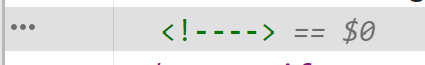 ••• <!----> == $0